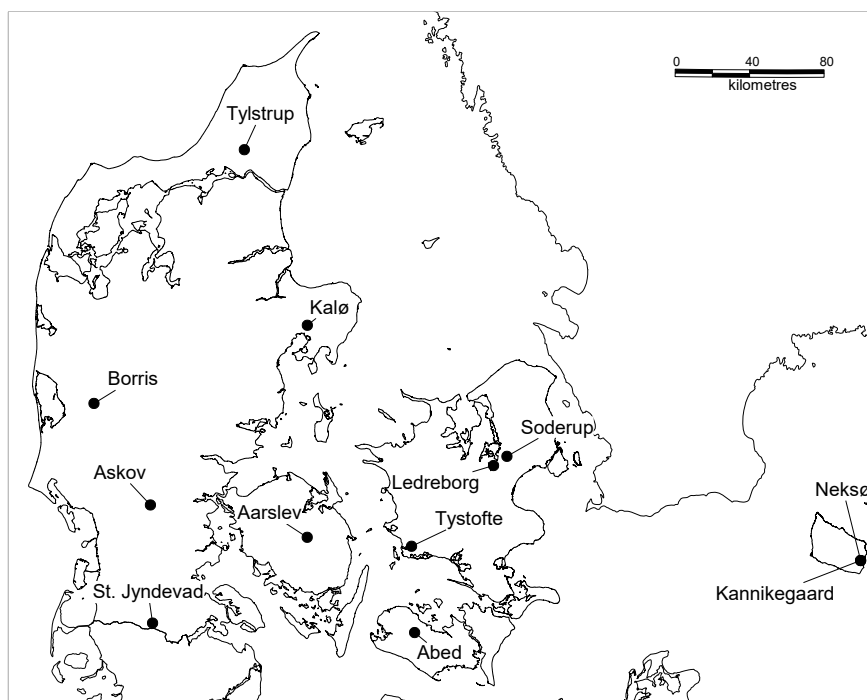 0 40 80
kilometres
Tylstrup
Kalø
Borris
Soderup
Askov
Ledreborg
Neksø
Aarslev
Tystofte
St. Jyndevad
Kannikegaard
Abed